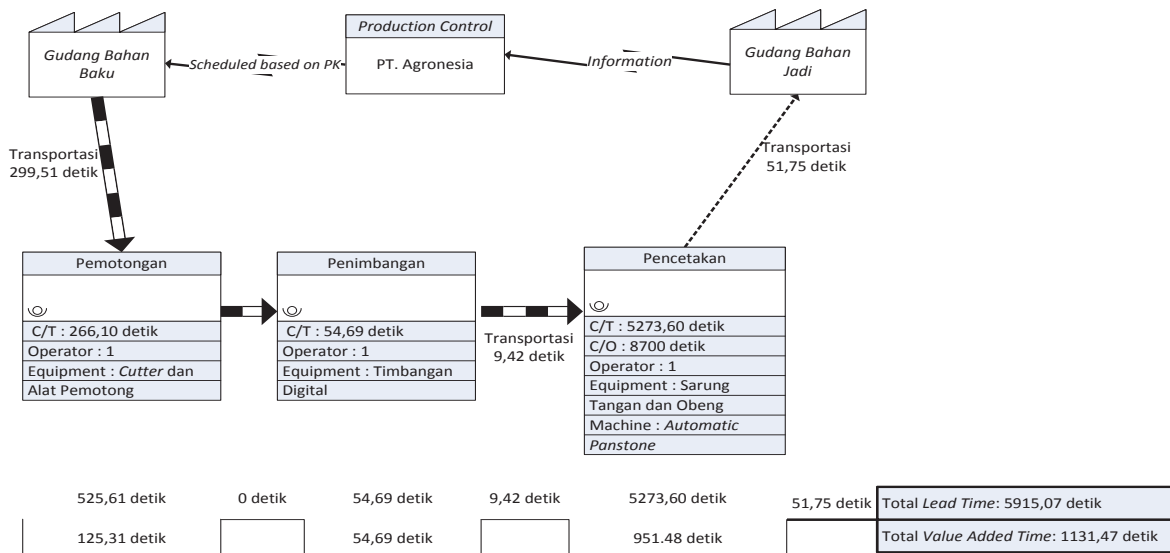 Production Control
Gudang Bahan
Baku
Scheduled based on PK
PT. Agronesia
Information
Gudang Bahan
Jadi
Transportasi
299,51 detik
Transportasi
51,75 detik
Pemotongan
C/T : 266,10 detik
Operator : 1
Equipment : Cutter dan
Alat Pemotong
Penimbangan
C/T : 54,69 detik
Operator : 1
Equipment : Timbangan
Digital
Transportasi
9,42 detik
Pencetakan
C/T : 5273,60 detik
C/O : 8700 detik
Operator : 1
Equipment : Sarung
Tangan dan Obeng
Machine : Automatic
Panstone
525,61 detik
0 detik
54,69 detik
9,42 detik
5273,60 detik
51,75 detik
Total Lead Time: 5915,07 detik
125,31 detik
54,69 detik
951.48 detik
Total Value Added Time: 1131,47 detik